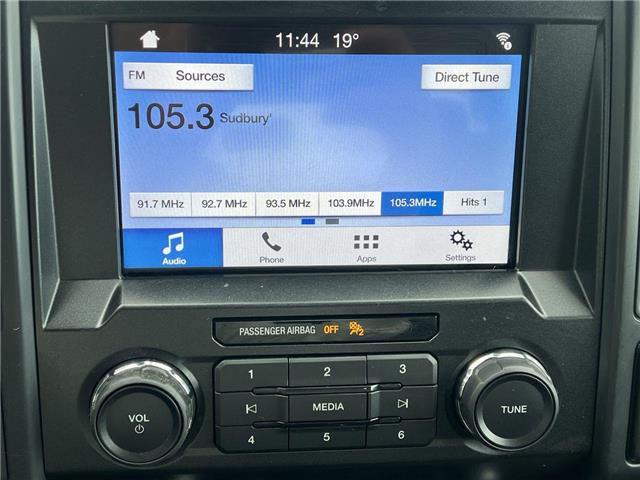 11:44 19°
FM Sources Direct Tune
105.3 Sudbury'
91.7 MHz 92.7 MHz 93.5 MHz 103.9MHz 105.3MHz Hits 1
Audio Phone Apps Settings
PASSENGER AIRBAG OFF 2
1 2 3
VOL MEDIA TUNE
4 5 6